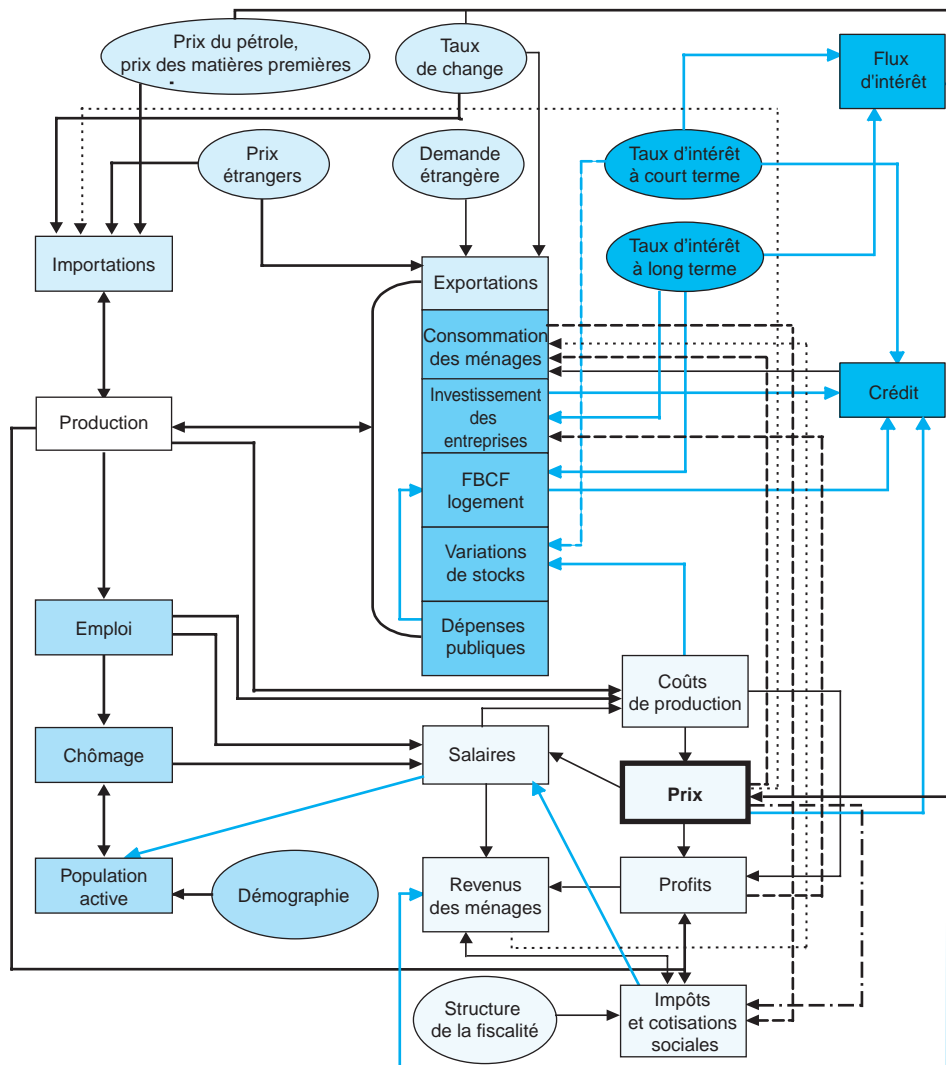 Prix du pétrole,
prix des matières premières
Taux
de change
Flux
d'intérêt
Prix
étrangers
Demande
étrangère
Taux d'intérêt
à court terme
Taux d'intérêt
à long terme
Importations
Exportations
Consommation
des ménages
Investissement
des
entreprises
Crédit
Production
FBCF
logement
Variations
de stocks
Emploi
Dépenses
publiques
Coûts
de production
Chômage
Salaires
Prix
Population
active
Démographie
Revenus
des ménages
Profits
Structure
de la fiscalité
Impôts
et cotisations
sociales